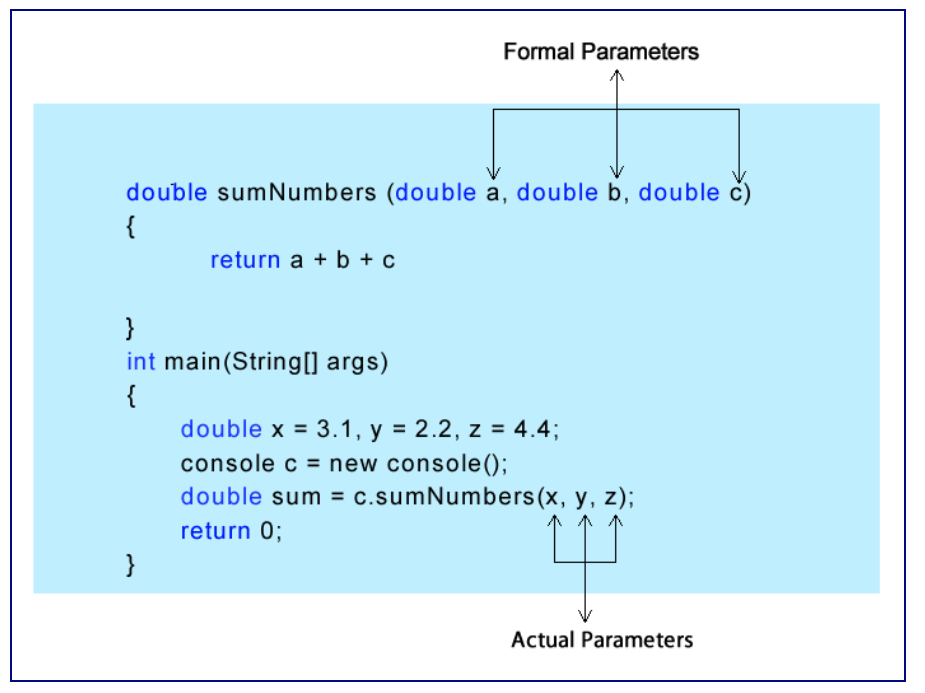 Formal Parameters
double sumNumbers (double a, double b, double c)
{
return a + b + c
}
int main(String[] args)
{
double x = 3.1, y = 2.2, z = 4.4;
console c = new console();
double sum = c.sumNumbers(x, y, z);
return 0;
}
Actual Parameters